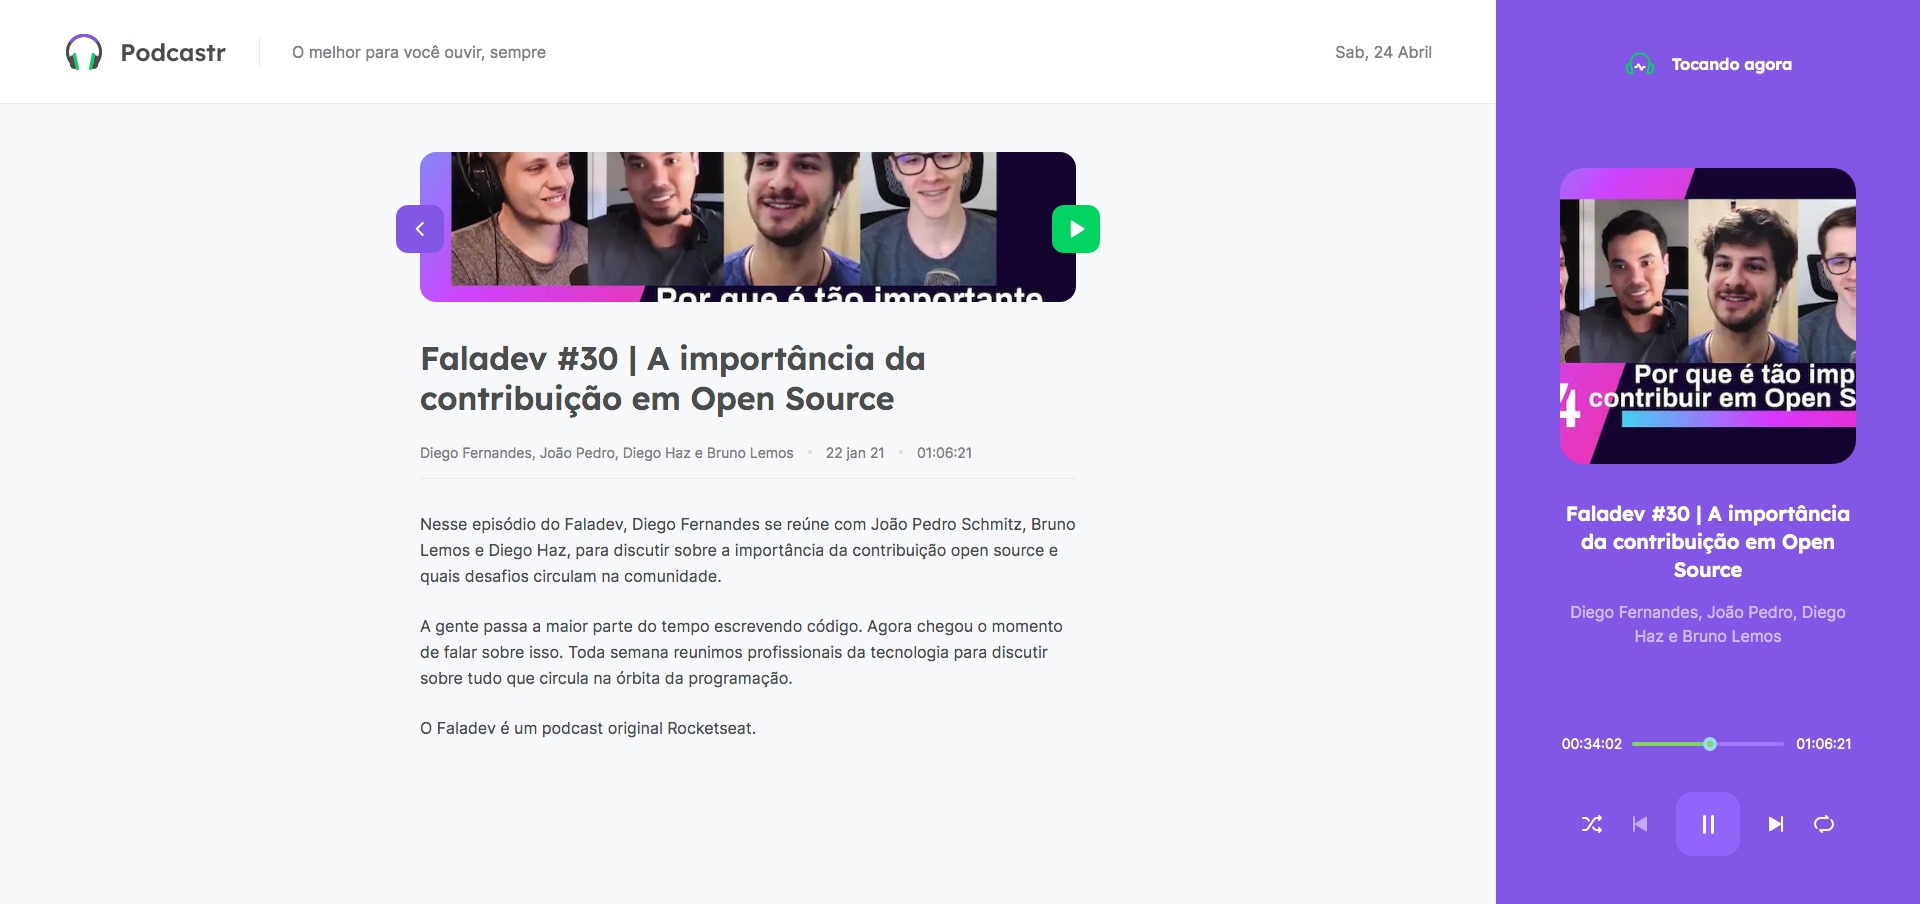 Podcastr
O melhor para você ouvir, sempre
Sab, 24 Abril
Por que é tão importante
Faladev #30 | A importância da
contribuição em Open Source
Diego Fernandes, João Pedro, Diego Haz e Bruno Lemos • 22 jan 21 • 01:06:21
Nesse episódio do Faladev, Diego Fernandes se reúne com João Pedro Schmitz, Bruno
Lemos e Diego Haz, para discutir sobre a importância da contribuição open source e
quais desafios circulam na comunidade.
A gente passa a maior parte do tempo escrevendo código. Agora chegou o momento
de falar sobre isso. Toda semana reunimos profissionais da tecnologia para discutir
sobre tudo que circula na órbita da programação.
O Faladev é um podcast original Rocketseat.
Tocando agora
Por que é tão imp
4 contribuir em Open S
Faladev #30 | A importância
da contribuição em Open
Source
Diego Fernandes, João Pedro, Diego
Haz e Bruno Lemos
00:34:02
01:06:21